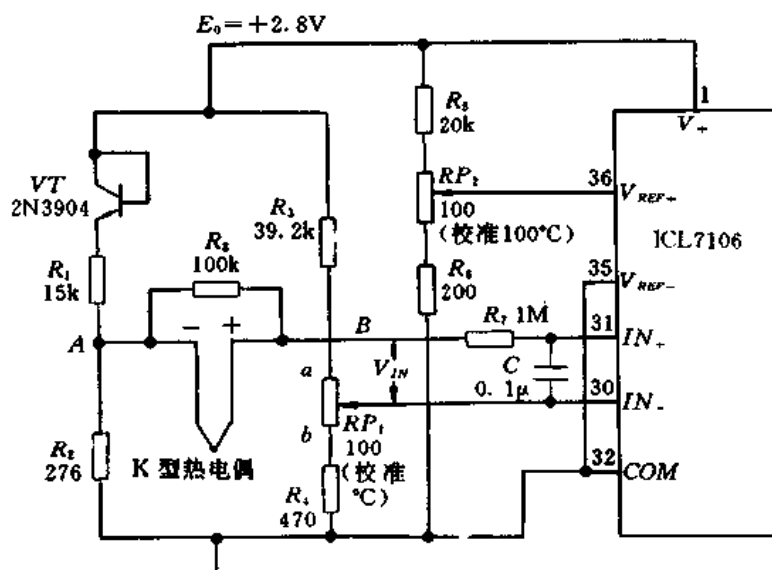 E₀=+2.8V
1
V₊
R₅
20k
VT
2N3904
RP₂
100
(校准100°C)
36
V_REF+
ICL7106
R₃
39.2k
R₁
15k
R₈
100k
R₆
200
35
V_REF-
A
-
+
B
R₇ 1M
31
IN₊
a
V_IN
C
0.1μ
30
IN₋
b
R₂
276
K型热电偶
RP₁
100
(校准
°C)
R₄
470
32
COM